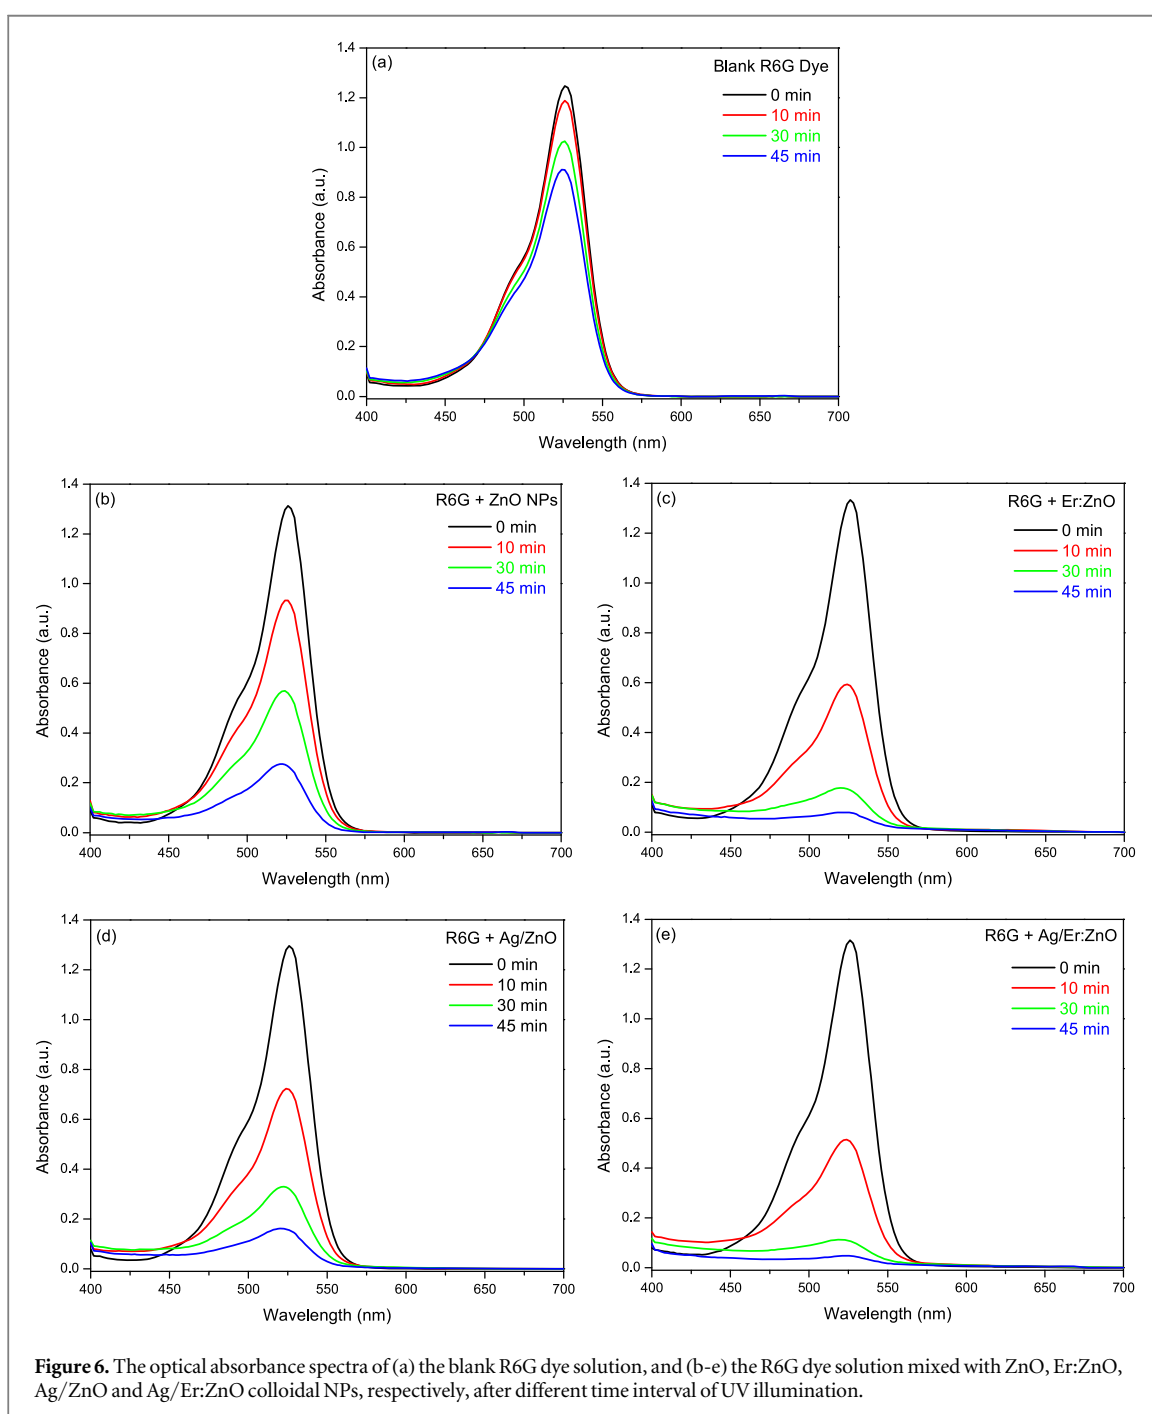 (a)
Blank R6G Dye
0 min
10 min
30 min
45 min
Absorbance (a.u.)
1.4
1.2
1.0
0.8
0.6
0.4
0.2
0.0
400 450 500 550 600 650 700
Wavelength (nm)
(b)
R6G + ZnO NPs
0 min
10 min
30 min
45 min
Absorbance (a.u.)
1.4
1.2
1.0
0.8
0.6
0.4
0.2
0.0
400 450 500 550 600 650 700
Wavelength (nm)
(c)
R6G + Er:ZnO
0 min
10 min
30 min
45 min
Absorbance (a.u.)
1.4
1.2
1.0
0.8
0.6
0.4
0.2
0.0
400 450 500 550 600 650 700
Wavelength (nm)
(d)
R6G + Ag/ZnO
0 min
10 min
30 min
45 min
Absorbance (a.u.)
1.4
1.2
1.0
0.8
0.6
0.4
0.2
0.0
400 450 500 550 600 650 700
Wavelength (nm)
(e)
R6G + Ag/Er:ZnO
0 min
10 min
30 min
45 min
Absorbance (a.u.)
1.4
1.2
1.0
0.8
0.6
0.4
0.2
0.0
400 450 500 550 600 650 700
Wavelength (nm)
Figure 6. The optical absorbance spectra of (a) the blank R6G dye solution, and (b-e) the R6G dye solution mixed with ZnO, Er:ZnO,
Ag/ZnO and Ag/Er:ZnO colloidal NPs, respectively, after different time interval of UV illumination.